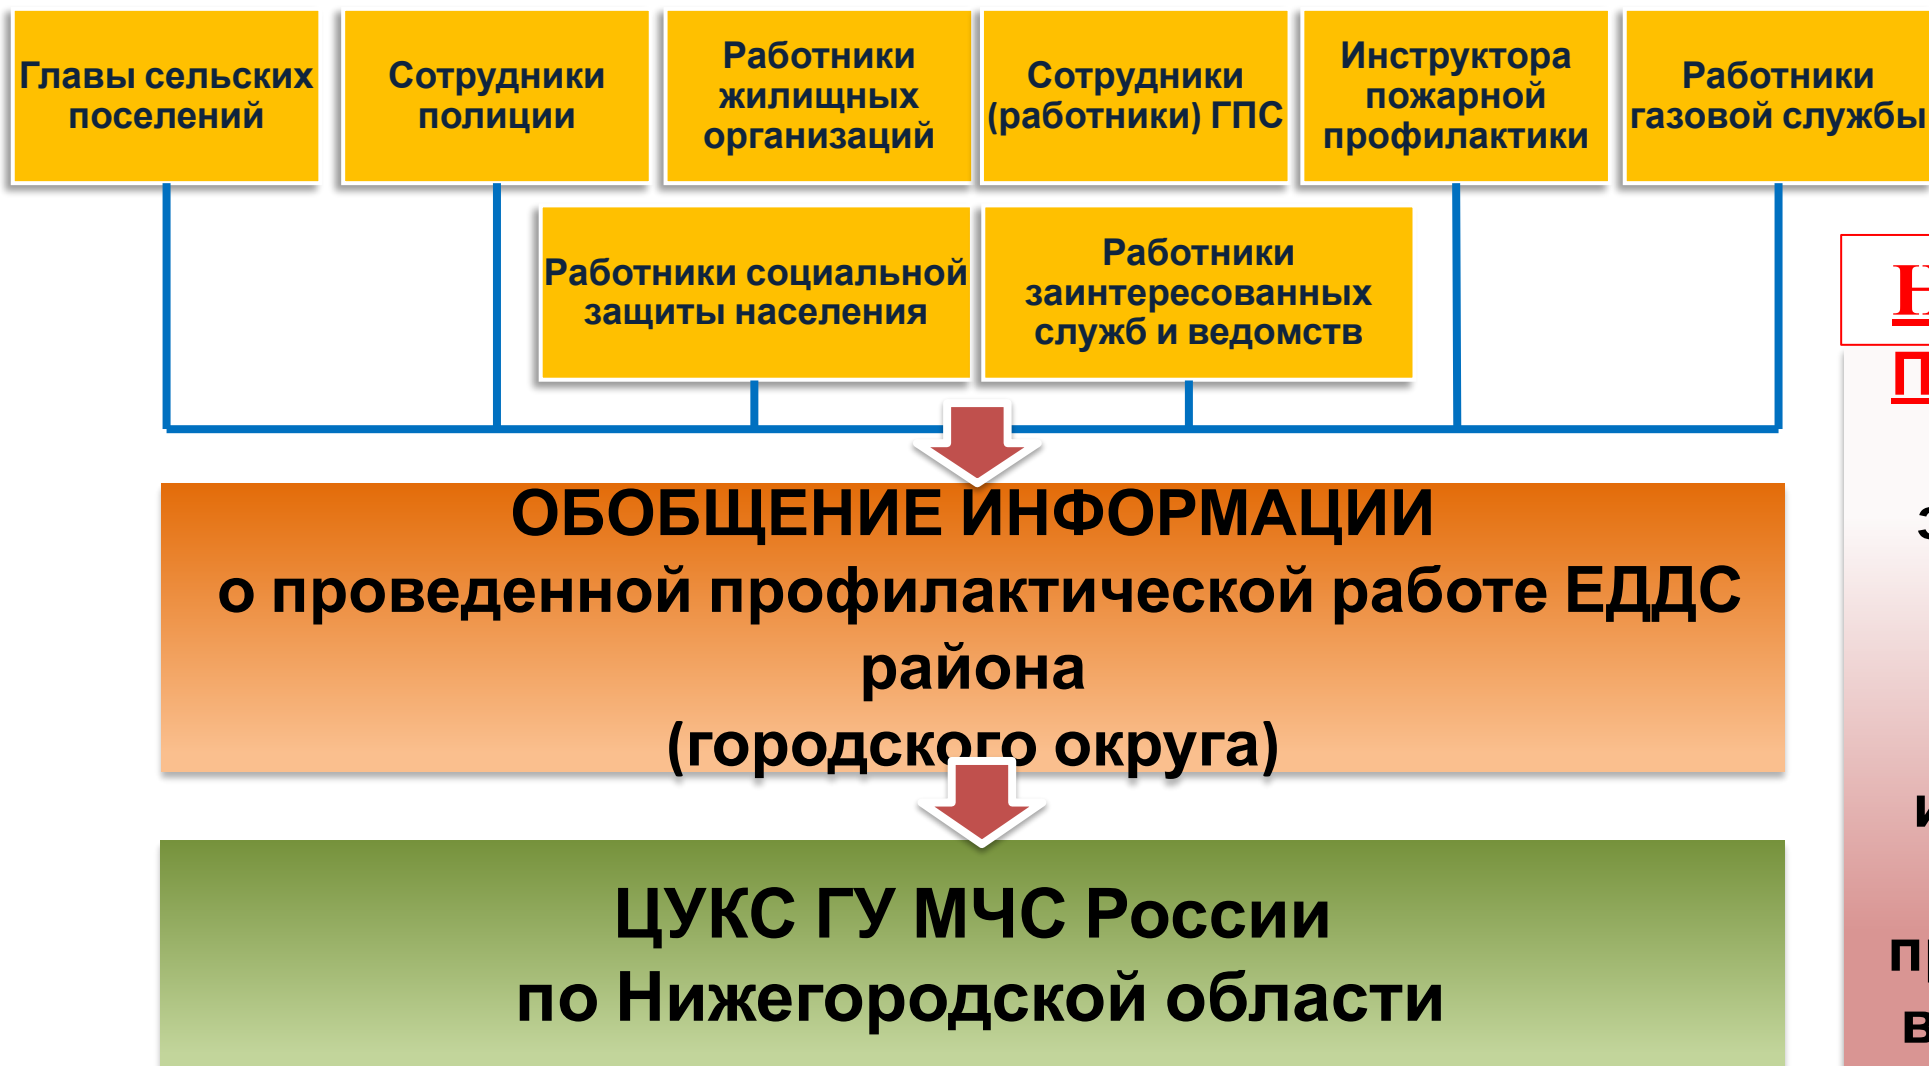 Главы сельских
поселений
Сотрудники
полиции
Работники
жилищных
организаций
Сотрудники
(работники) ГПС
Инструктора
пожарной
профилактики
Работники
газовой службы
Работники социальной
защиты населения
Работники
заинтересованных
служб и ведомств
ОБОБЩЕНИЕ ИНФОРМАЦИИ
о проведенной профилактической работе ЕДДС
района
(городского округа)
ЦУКС ГУ МЧС России
по Нижегородской области